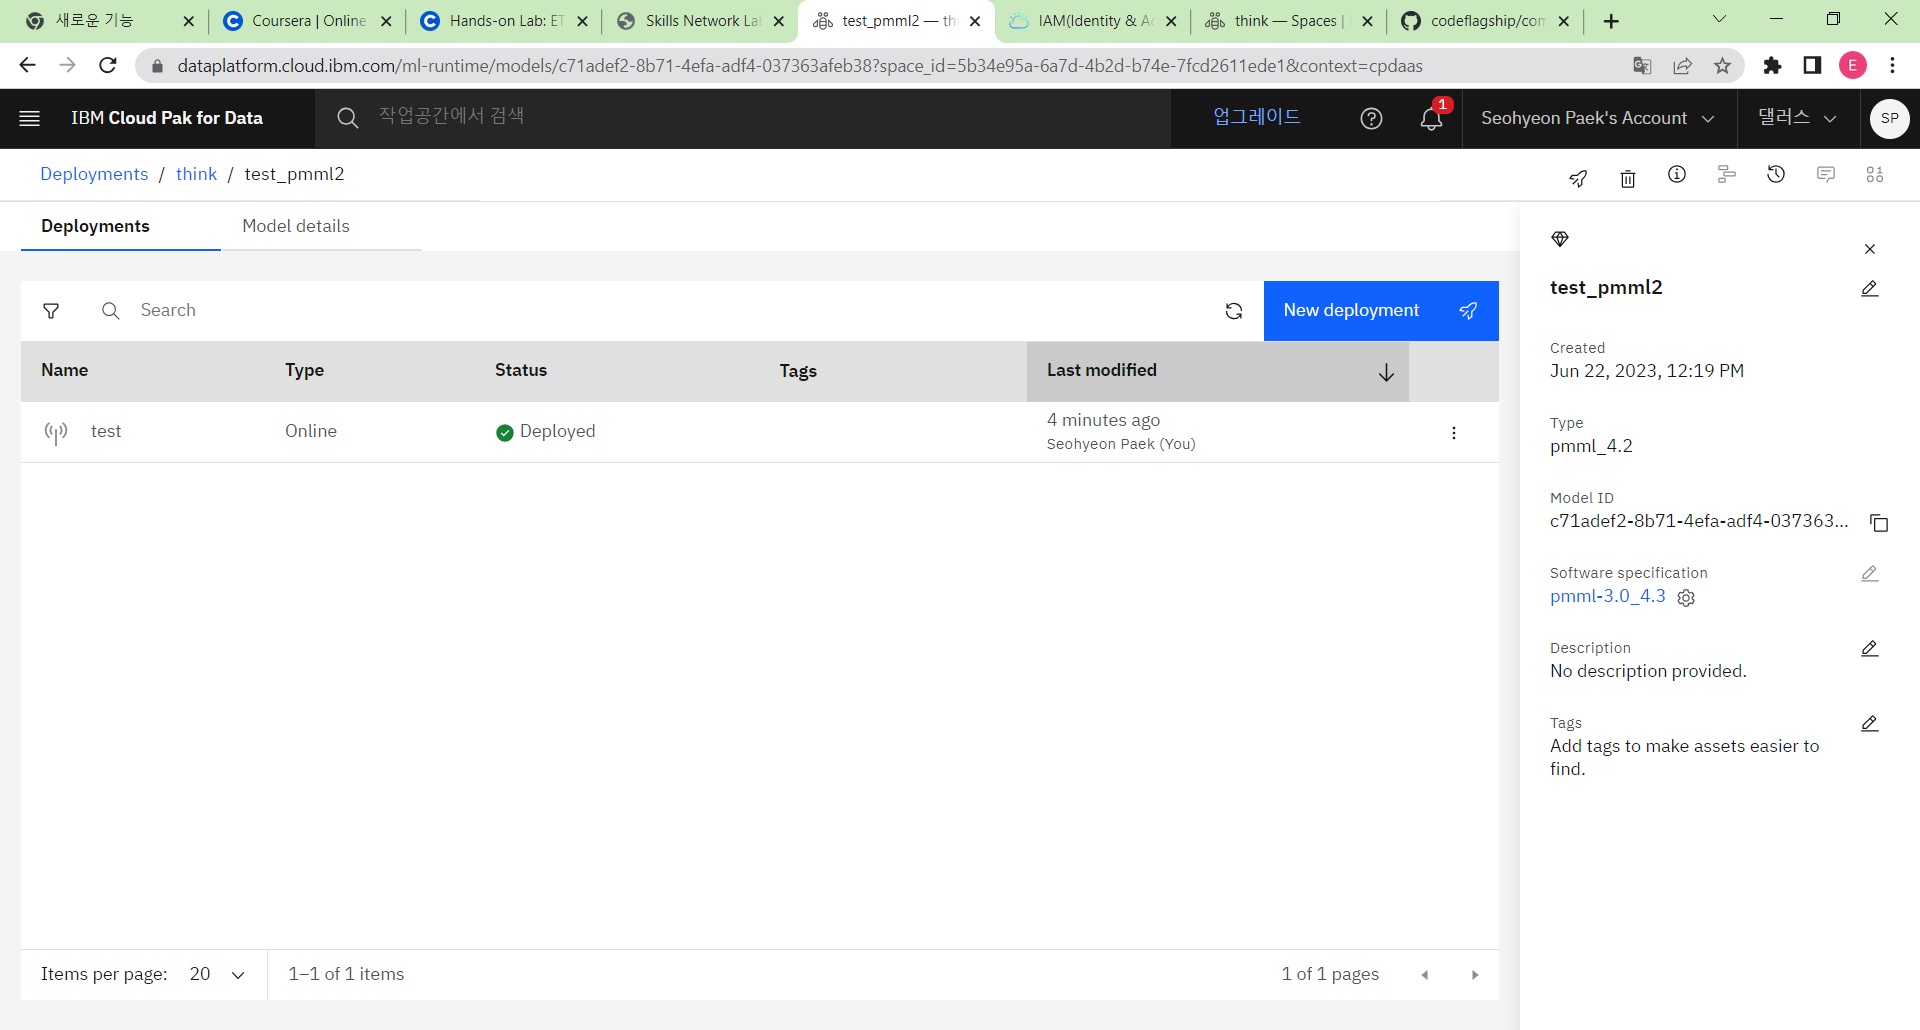 새로운 기능
Coursera | Online
Hands-on Lab: ET
Skills Network La
test_pmml2 — th
IAM(Identity & Ac
think — Spaces |
codeflagship/com
dataplatform.cloud.ibm.com/ml-runtime/models/c71adef2-8b71-4efa-adf4-037363afeb38?space_id=5b34e95a-6a7d-4b2d-b74e-7fcd2611ede1&context=cpdaas
E
IBM Cloud Pak for Data
작업공간에서 검색
업그레이드
1
Seohyeon Paek's Account
댈러스
SP
Deployments / think / test_pmml2
Deployments
Model details
Search
New deployment
Name Type Status Tags Last modified
test Online Deployed
4 minutes ago
Seohyeon Paek (You)
Items per page: 20
1–1 of 1 items
1 of 1 pages
test_pmml2
Created
Jun 22, 2023, 12:19 PM
Type
pmml_4.2
Model ID
c71adef2-8b71-4efa-adf4-037363...
Software specification
pmml-3.0_4.3
Description
No description provided.
Tags
Add tags to make assets easier to
find.